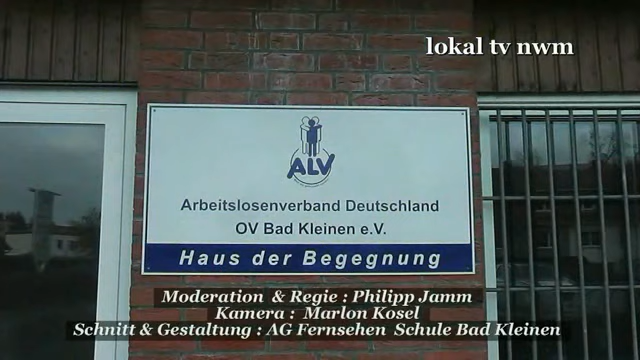 lokal tv nwm
ALV
Arbeitslosenverband Deutschland
OV Bad Kleinen e.V.
Haus der Begegnung
Moderation & Regie : Philipp Jamm
Kamera : Marlon Kosel
Schnitt & Gestaltung : AG Fernsehen Schule Bad Kleinen